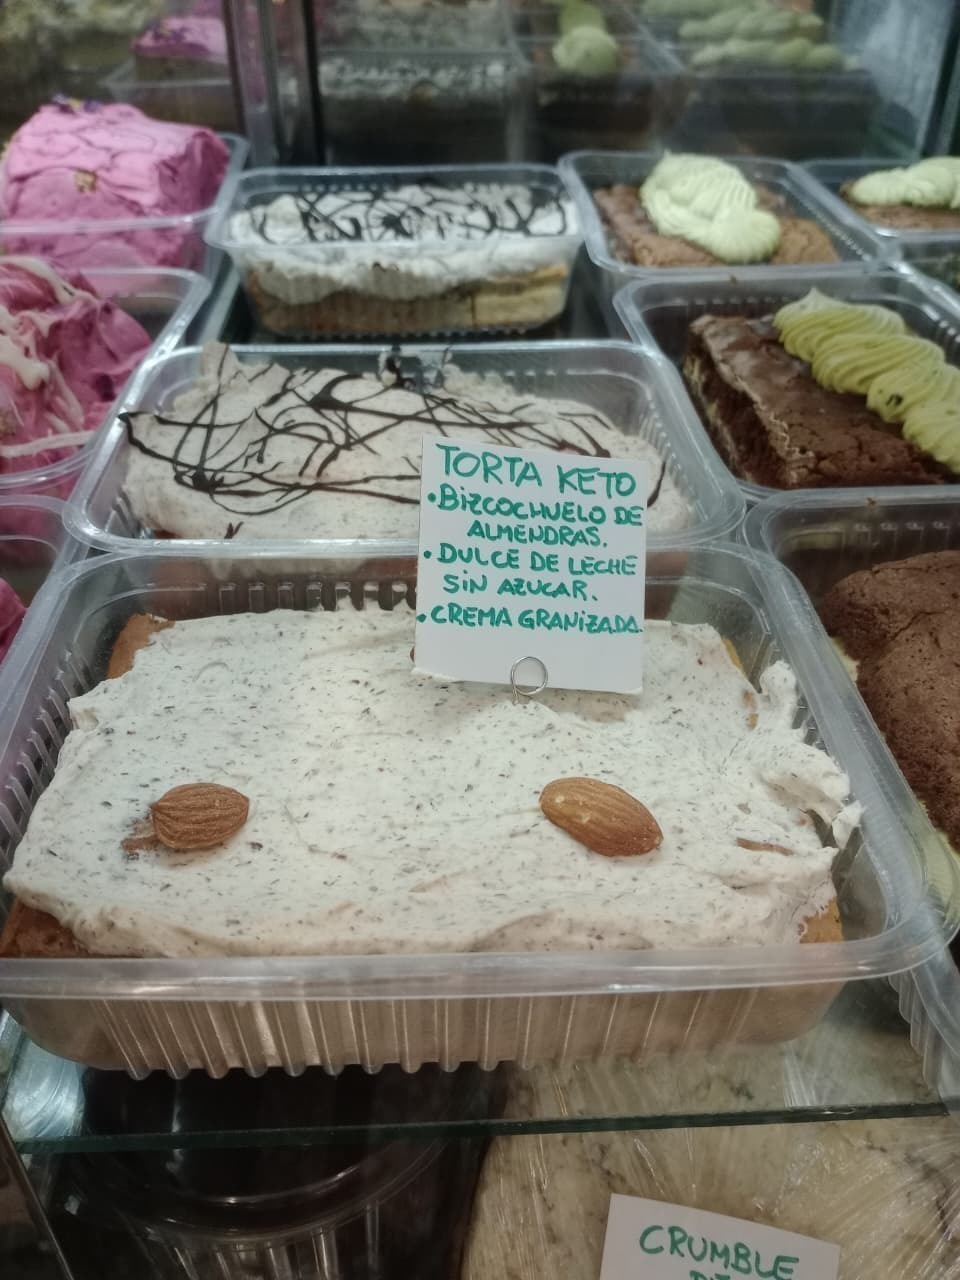 TORTA KETO
•BIZCOCHUELO DE
ALMENDRAS.
•DULCE DE LECHE
SIN AZUCAR.
•CREMA GRANIZADA.
CRUMBLE